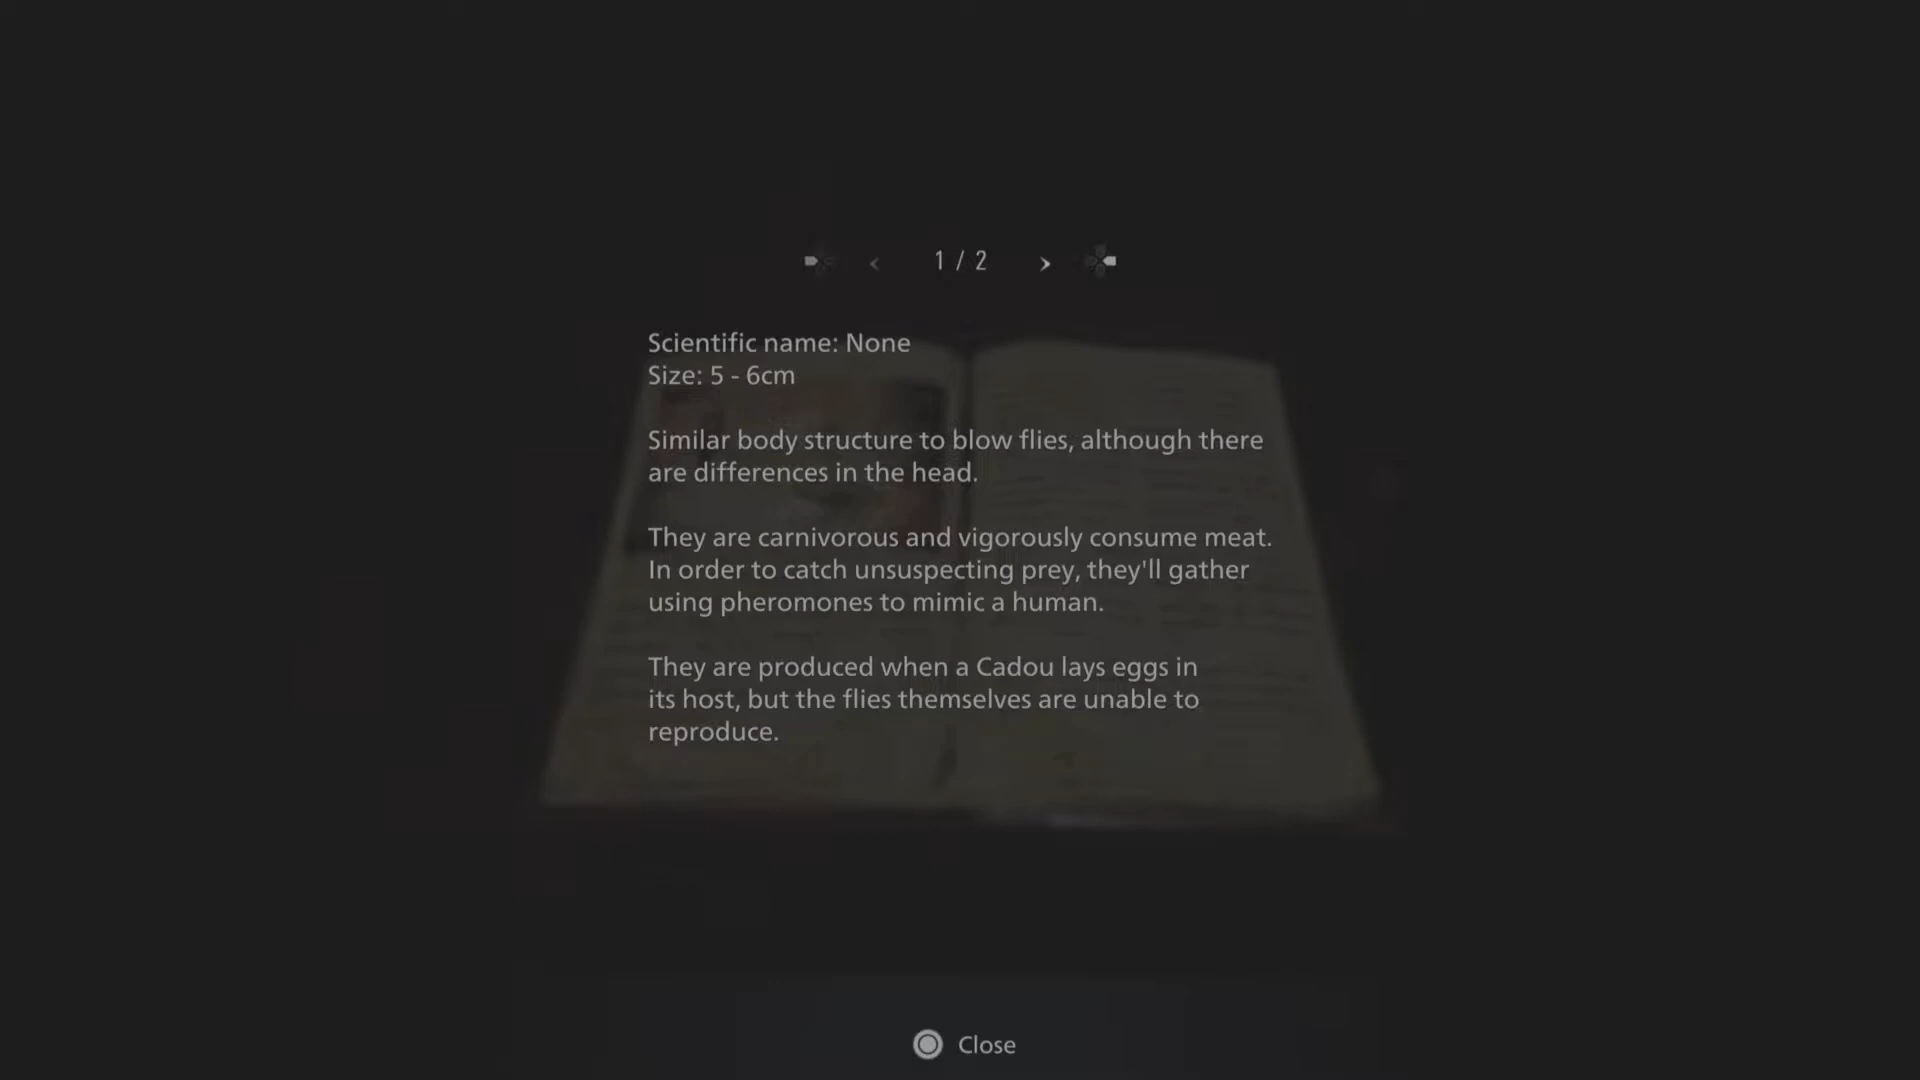 1 / 2
Scientific name: None
Size: 5 - 6cm
Similar body structure to blow flies, although there
are differences in the head.
They are carnivorous and vigorously consume meat.
In order to catch unsuspecting prey, they'll gather
using pheromones to mimic a human.
They are produced when a Cadou lays eggs in
its host, but the flies themselves are unable to
reproduce.
Close